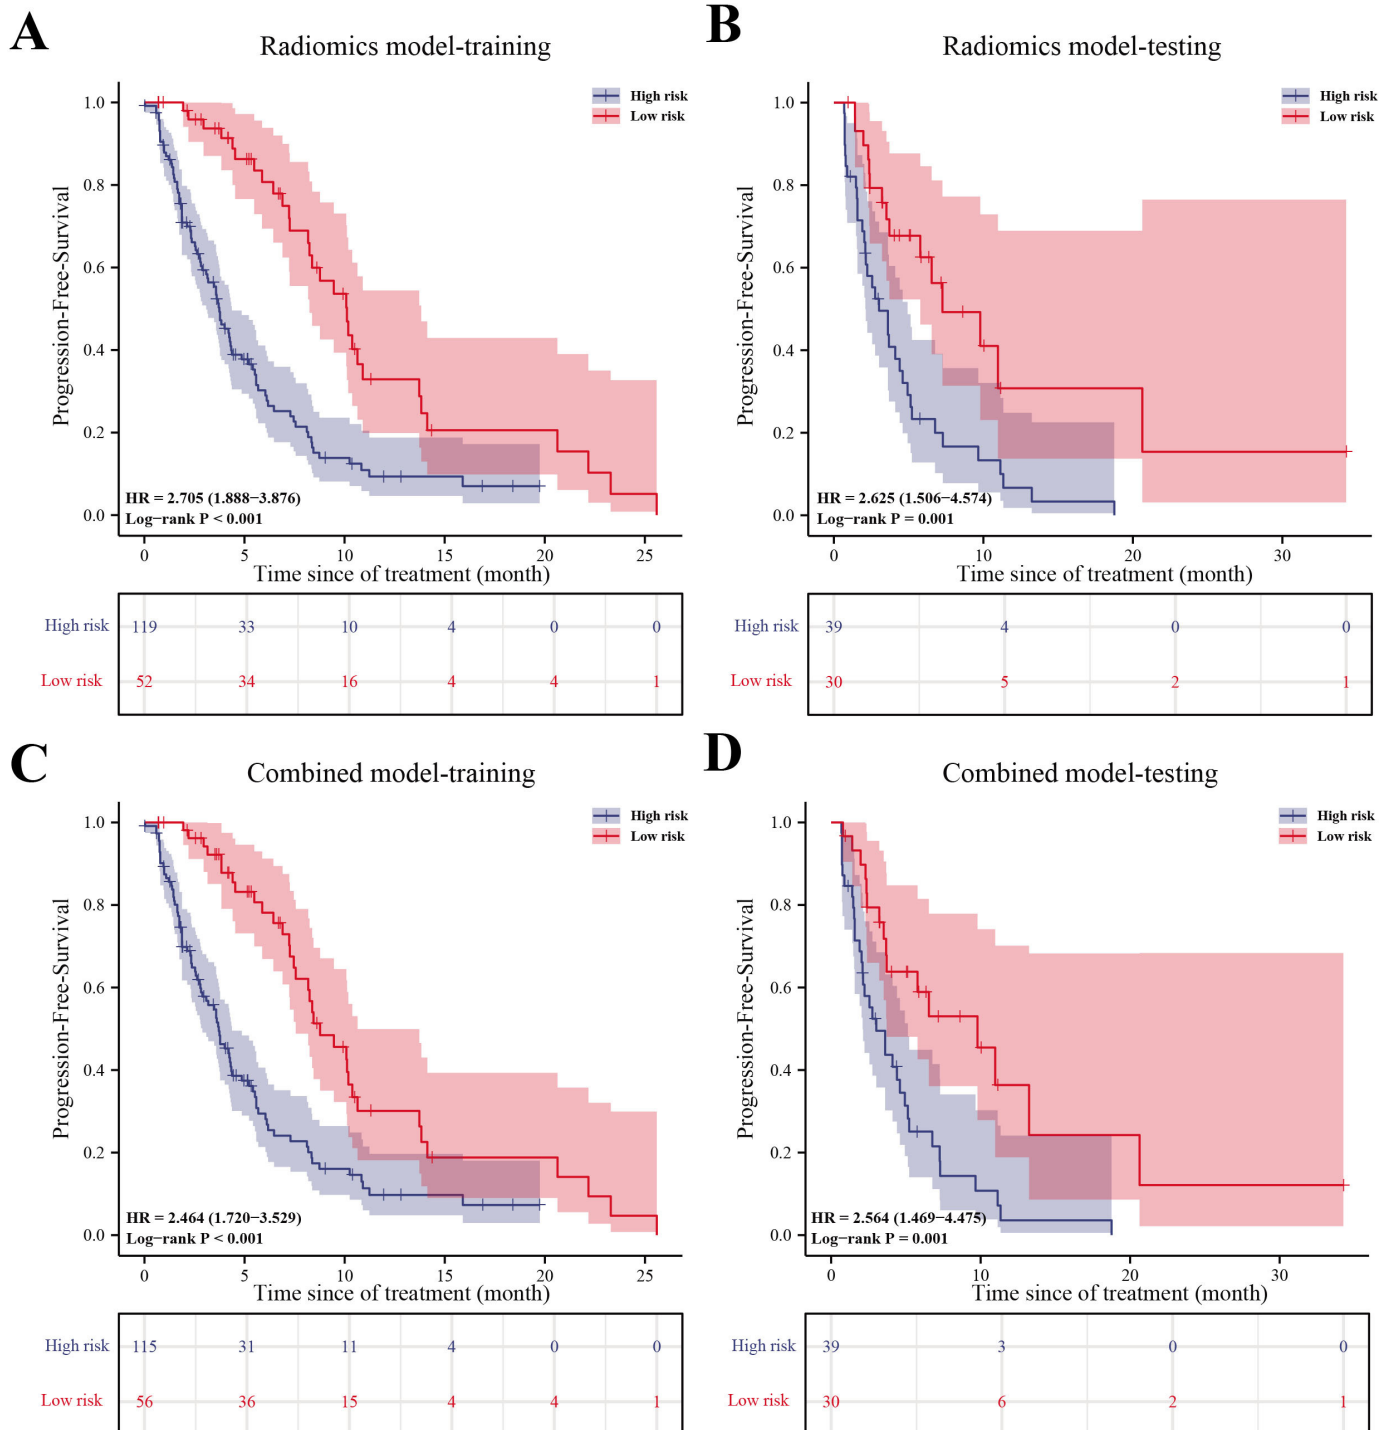 A
Radiomics model-training
High risk
Low risk
Progression-Free-Survival
1.0
0.8
0.6
0.4
0.2
0.0
HR = 2.705 (1.888−3.876)
Log−rank P < 0.001
0 5 10 15 20 25
Time since of treatment (month)
High risk 119 33 10 4 0 0
Low risk 52 34 16 4 4 1
B
Radiomics model-testing
High risk
Low risk
Progression-Free-Survival
1.0
0.8
0.6
0.4
0.2
0.0
HR = 2.625 (1.506−4.574)
Log−rank P = 0.001
0 10 20 30
Time since of treatment (month)
High risk 39 4 0 0
Low risk 30 5 2 1
C
Combined model-training
High risk
Low risk
Progression-Free-Survival
1.0
0.8
0.6
0.4
0.2
0.0
HR = 2.464 (1.720−3.529)
Log−rank P < 0.001
0 5 10 15 20 25
Time since of treatment (month)
High risk 115 31 11 4 0 0
Low risk 56 36 15 4 4 1
D
Combined model-testing
High risk
Low risk
Progression-Free-Survival
1.0
0.8
0.6
0.4
0.2
0.0
HR = 2.564 (1.469−4.475)
Log−rank P = 0.001
0 10 20 30
Time since of treatment (month)
High risk 39 3 0 0
Low risk 30 6 2 1